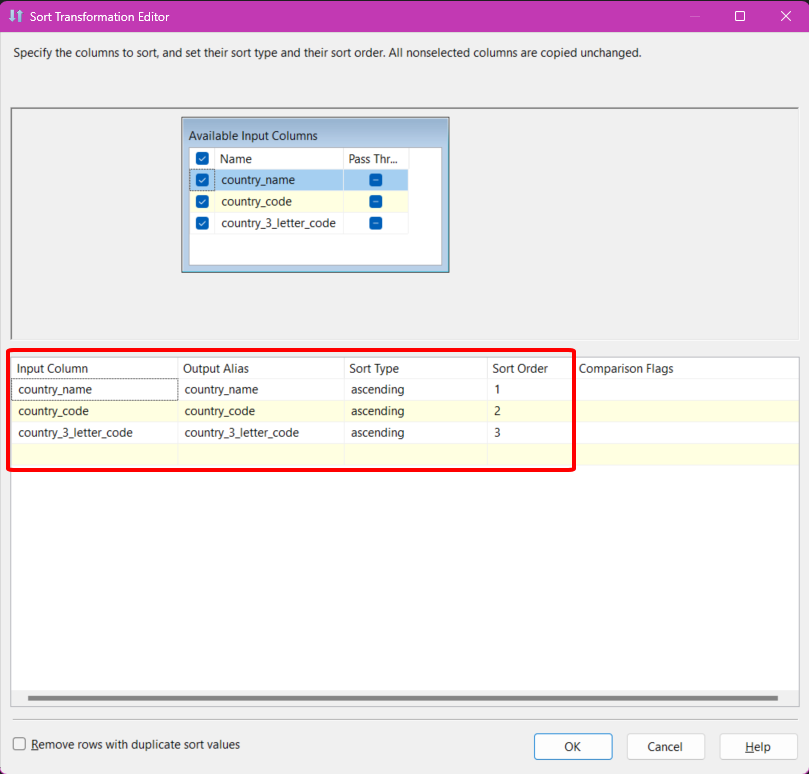 Sort Transformation Editor
Specify the columns to sort, and set their sort type and their sort order. All nonselected columns are copied unchanged.
Available Input Columns
Name Pass Thr...
country_name
country_code
country_3_letter_code
Input Column Output Alias Sort Type Sort Order Comparison Flags
country_name country_name ascending 1
country_code country_code ascending 2
country_3_letter_code country_3_letter_code ascending 3
Remove rows with duplicate sort values OK Cancel Help